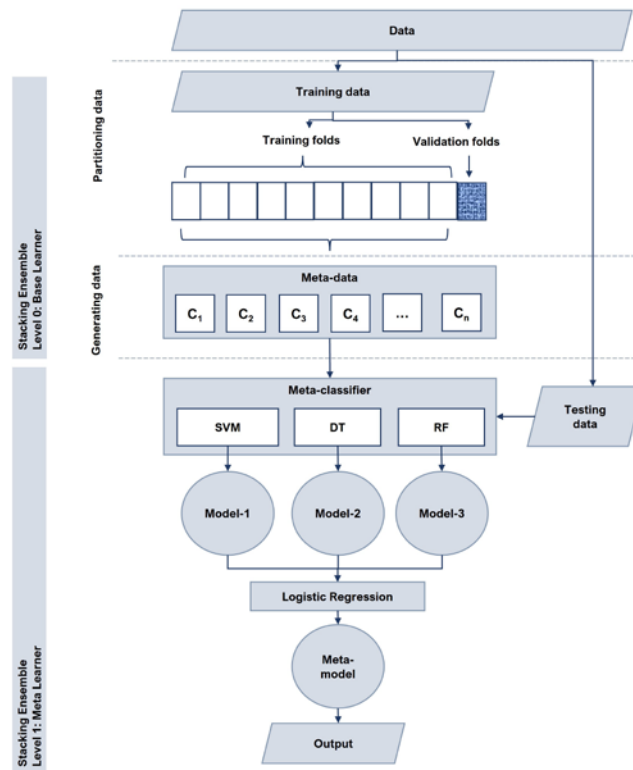 Data
Training data
Training folds
Validation folds
Partitioning data
Stacking Ensemble
Level 0: Base Learner
Generating data
Meta-data
C1 C2 C3 C4 ... Cn
Meta-classifier
SVM DT RF
Testing
data
Model-1 Model-2 Model-3
Logistic Regression
Meta-
model
Output
Stacking Ensemble
Level 1: Meta Learner